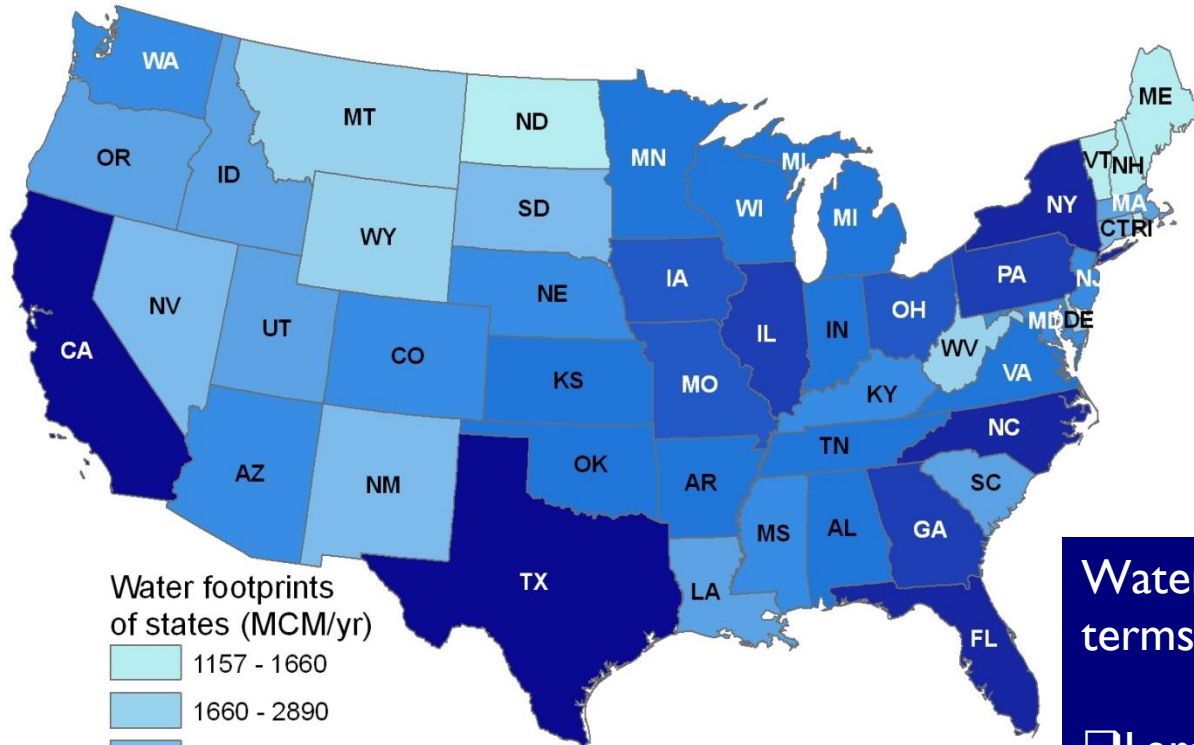 WA
MT
ND
ME
OR
ID
MN
MI
VT
NH
SD
WI
MI
NY
MA
WY
CT
RI
IA
PA
NE
NJ
NV
OH
UT
IL
IN
MD
DE
CA
CO
WV
KS
MO
VA
KY
NC
TN
OK
AZ
NM
AR
SC
MS
AL
GA
TX
LA
FL
Water footprints
of states (MCM/yr)
1157 - 1660
1660 - 2890
Water
terms